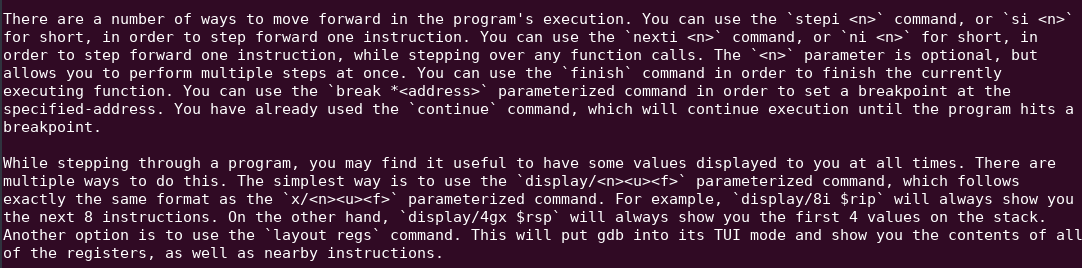 There are a number of ways to move forward in the program's execution. You can use the `stepi <n>` command, or `si <n>`
for short, in order to step forward one instruction. You can use the `nexti <n>` command, or `ni <n>` for short, in
order to step forward one instruction, while stepping over any function calls. The `<n>` parameter is optional, but
allows you to perform multiple steps at once. You can use the `finish` command in order to finish the currently
executing function. You can use the `break *<address>` parameterized command in order to set a breakpoint at the
specified-address. You have already used the `continue` command, which will continue execution until the program hits a
breakpoint.

While stepping through a program, you may find it useful to have some values displayed to you at all times. There are
multiple ways to do this. The simplest way is to use the `display/<n><u><f>` parameterized command, which follows
exactly the same format as the `x/<n><u><f>` parameterized command. For example, `display/8i $rip` will always show you
the next 8 instructions. On the other hand, `display/4gx $rsp` will always show you the first 4 values on the stack.
Another option is to use the `layout regs` command. This will put gdb into its TUI mode and show you the contents of all
of the registers, as well as nearby instructions.